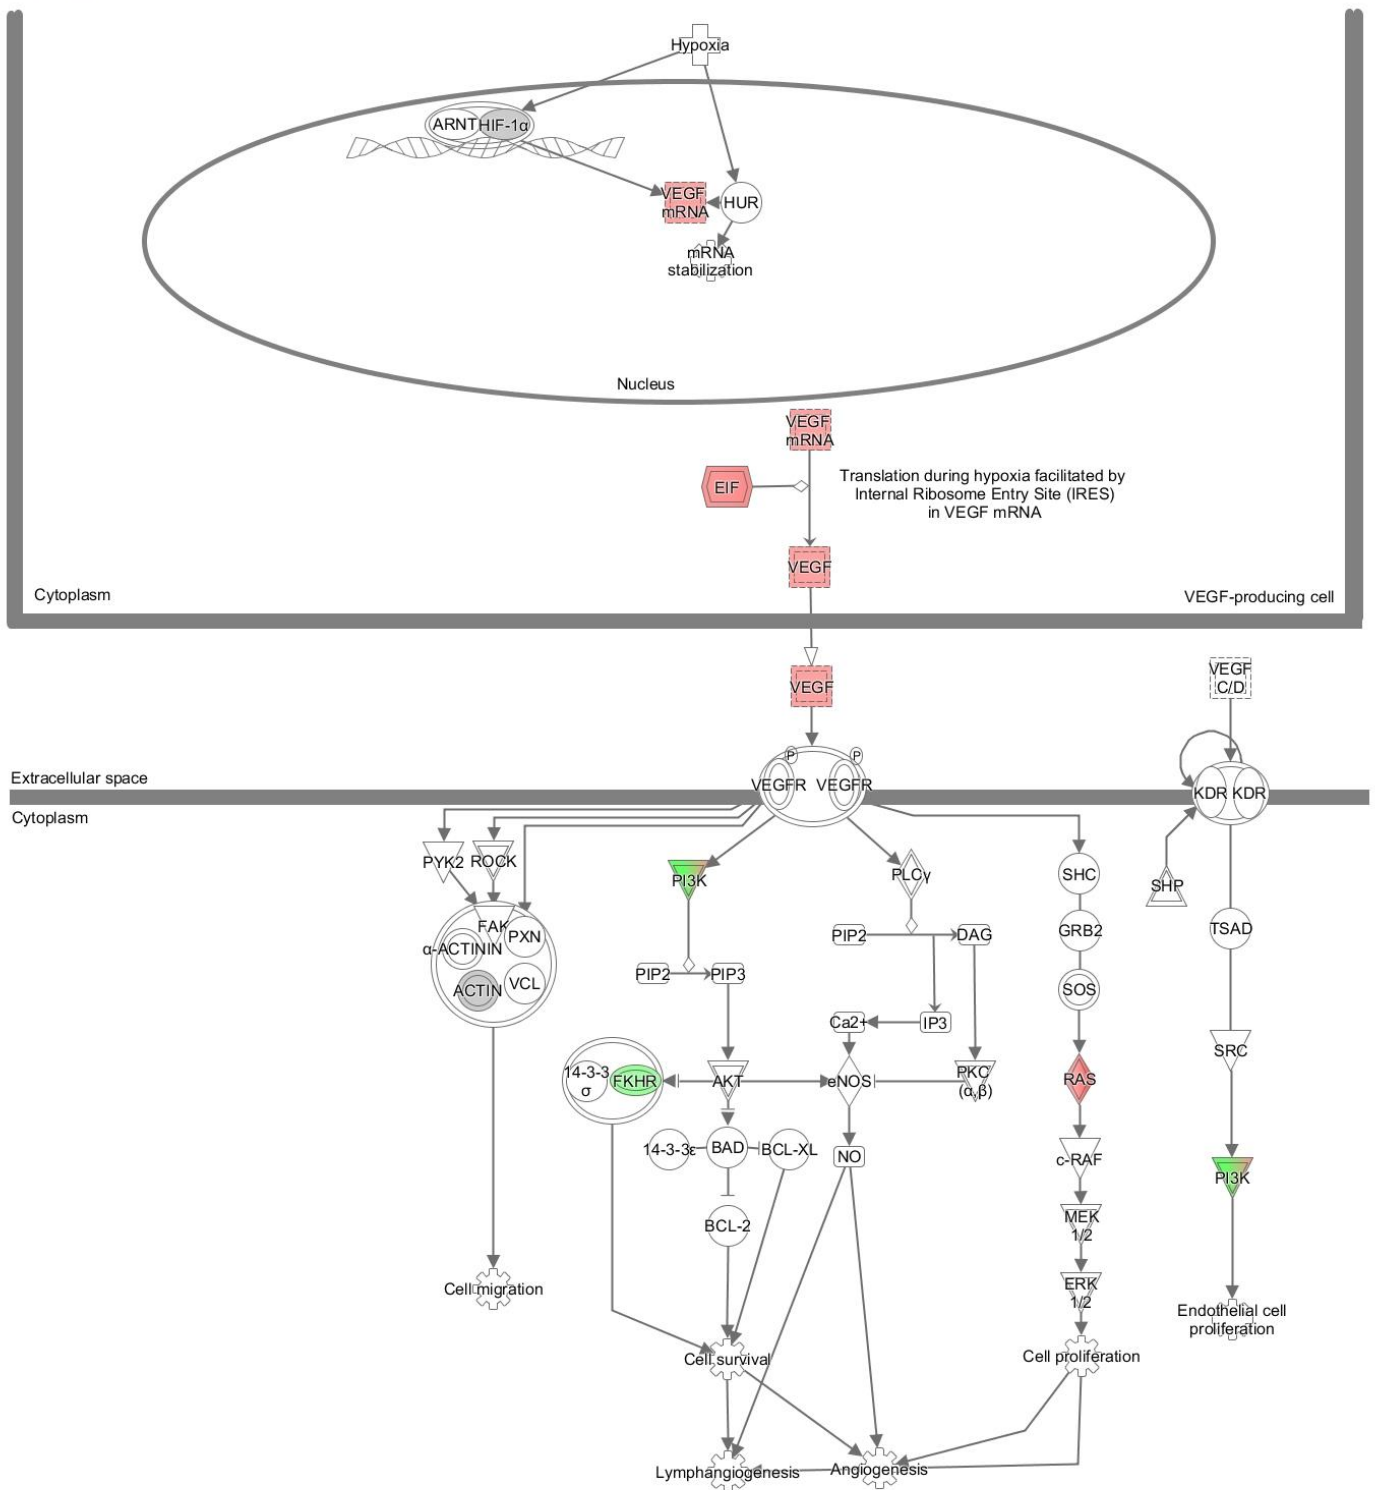 Hypoxia
ARNT
HIF-1α
VEGF
mRNA
HUR
mRNA
stabilization
Nucleus
VEGF
mRNA
EIF
Translation during hypoxia facilitated by
Internal Ribosome Entry Site (IRES)
in VEGF mRNA
VEGF
Cytoplasm
VEGF-producing cell
VEGF
VEGF
C/D
P
P
VEGFR
VEGFR
Extracellular space
Cytoplasm
KDR
KDR
PYK2
ROCK
PI3K
PLCγ
SHC
SHP
FAK
PXN
α-ACTININ
ACTIN
VCL
PIP2
DAG
GRB2
TSAD
PIP2
PIP3
SOS
Ca2+
IP3
SRC
14-3-3
σ
FKHR
AKT
eNOS
PKC
(α,β)
RAS
14-3-3ε
BAD
BCL-XL
NO
c-RAF
PI3K
BCL-2
MEK
1/2
Cell migration
ERK
1/2
Endothelial cell
proliferation
Cell survival
Cell proliferation
Lymphangiogenesis
Angiogenesis